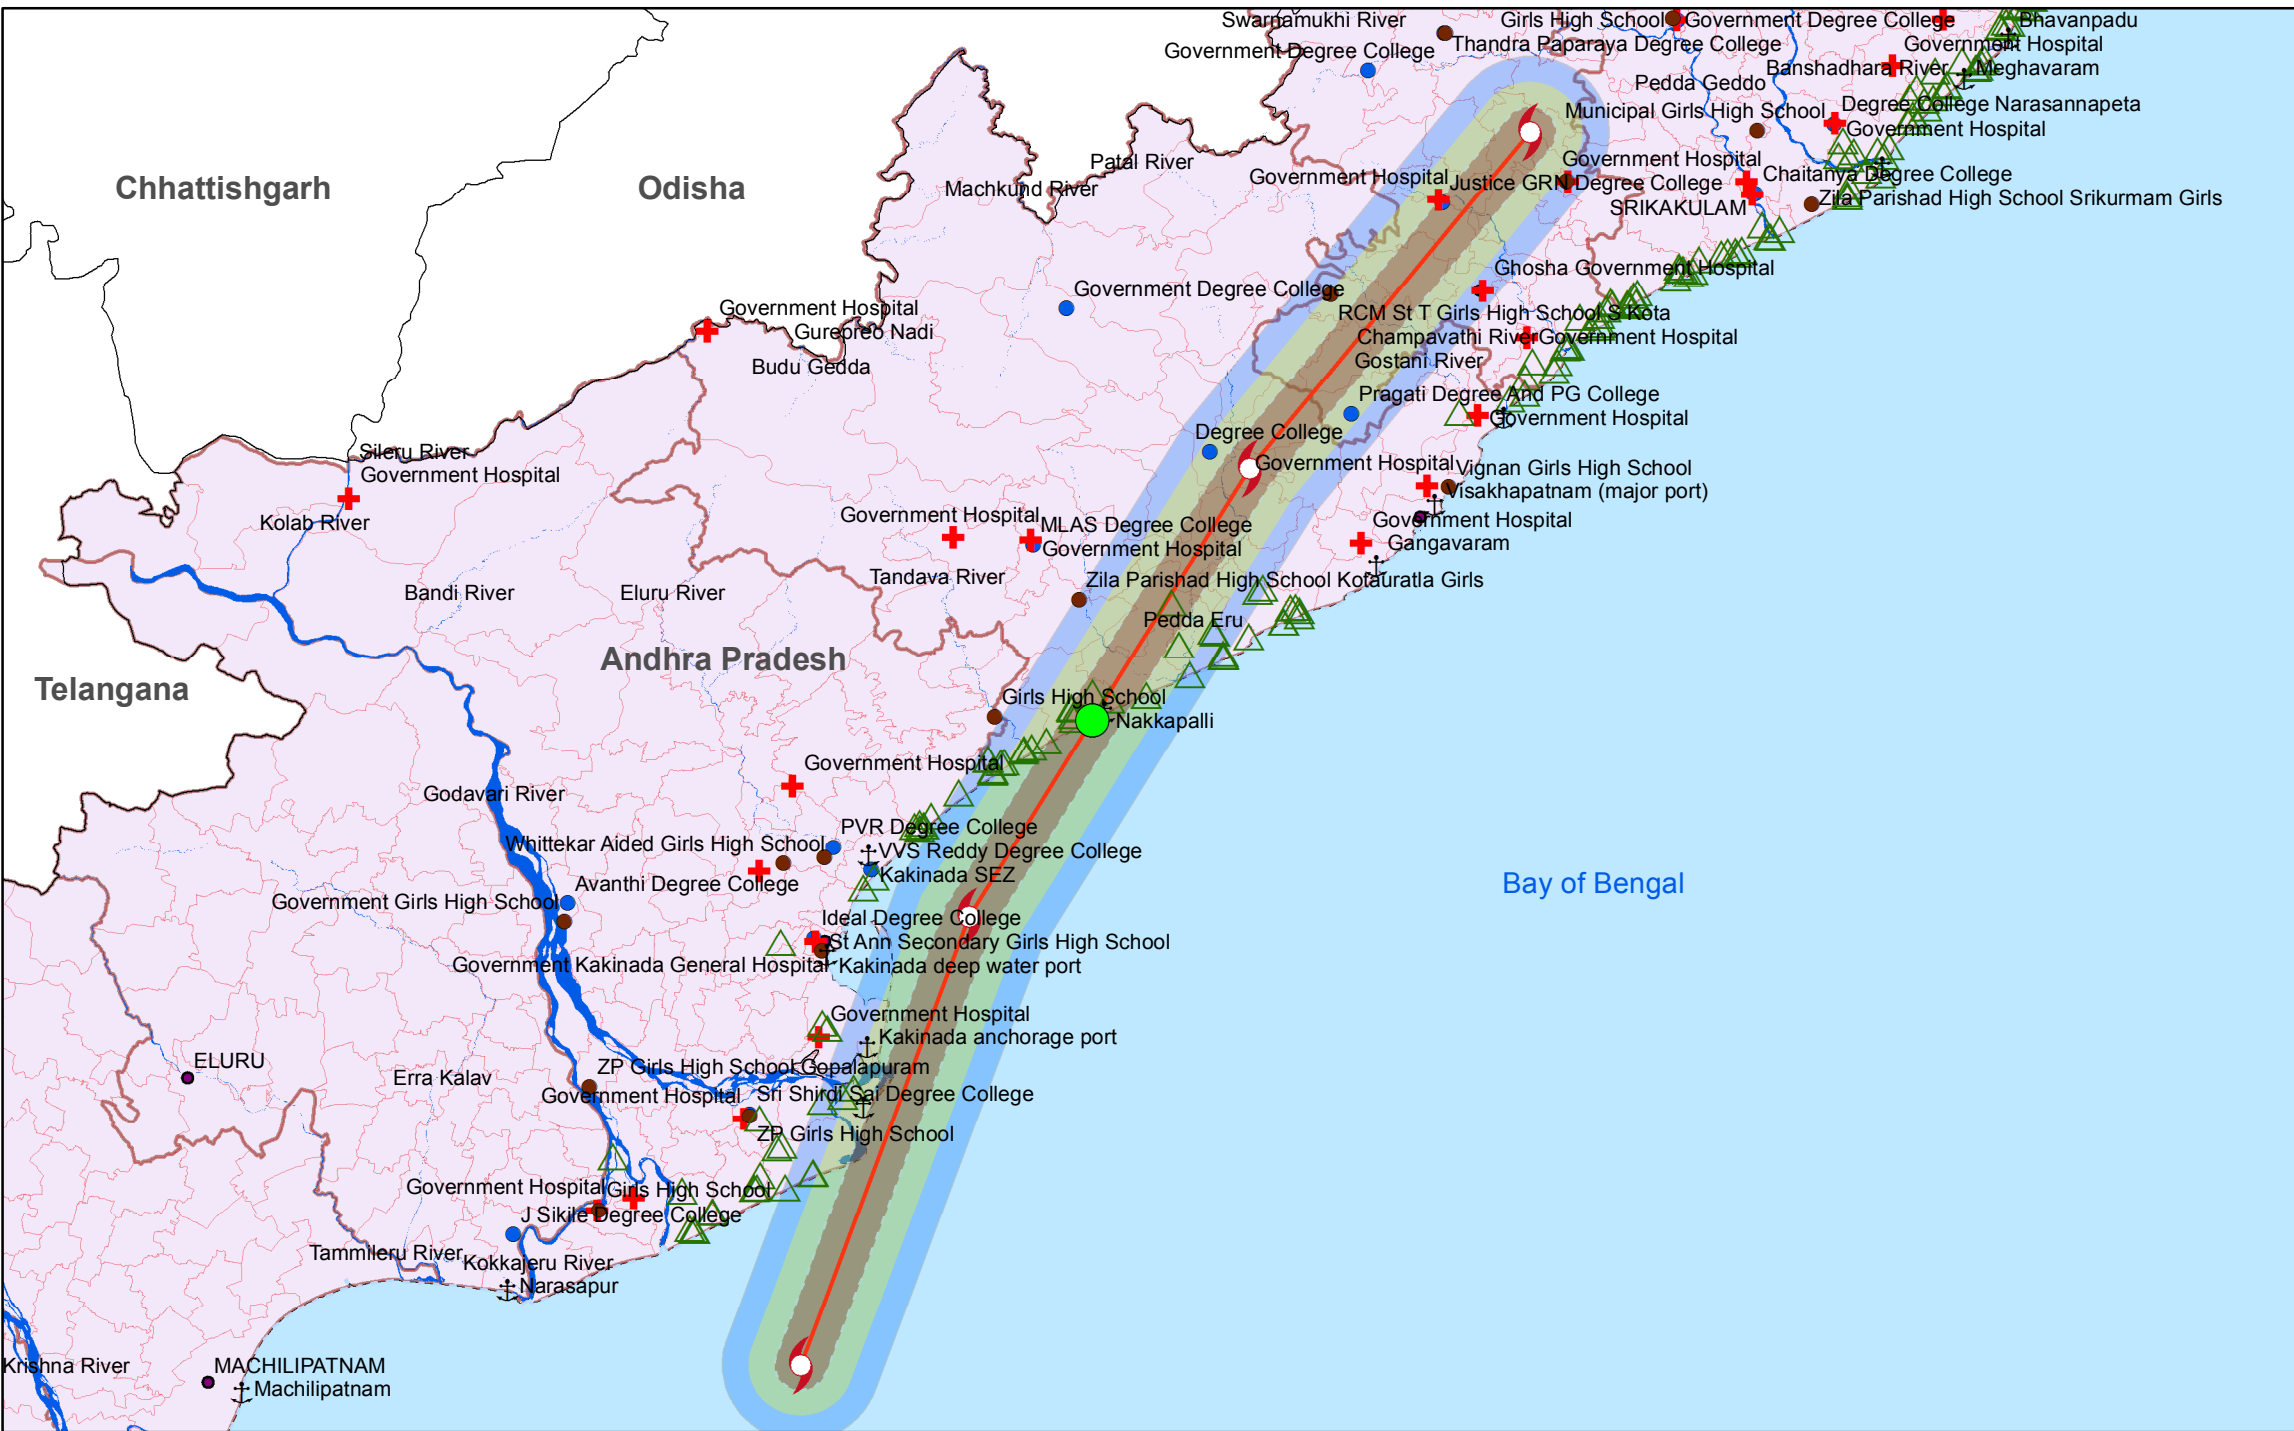 Swarnamukhi River
Girls High School
Government Degree College
Bhavanpadu
Government Degree College
Thandra Paparaya Degree College
Government Hospital
Pedda Geddo
Banshadhara River
Meghavaram
Municipal Girls High School
Degree College Narasannapeta
Government Hospital
Patal River
Government Hospital
Chhattishgarh
Odisha
Machkund River
Government Hospital
Justice GRN Degree College
Chaitanya Degree College
SRIKAKULAM
Zila Parishad High School Srikurmam Girls
Ghosha Government Hospital
Government Degree College
Government Hospital
RCM St T Girls High School S Kota
Gurepreo Nadi
Champavathi River
Government Hospital
Budu Gedda
Gostani River
Pragati Degree And PG College
Government Hospital
Degree College
Sileru River
Government Hospital
Government Hospital
Vignan Girls High School
Visakhapatnam (major port)
Kolab River
Government Hospital
MLAS Degree College
Government Hospital
Government Hospital
Gangavaram
Tandava River
Zila Parishad High School Kotauratla Girls
Bandi River
Eluru River
Pedda Eru
Andhra Pradesh
Telangana
Girls High School
Nakkapalli
Government Hospital
Godavari River
PVR Degree College
Whittekar Aided Girls High School
VVS Reddy Degree College
Kakinada SEZ
Avanthi Degree College
Bay of Bengal
Government Girls High School
Ideal Degree College
St Ann Secondary Girls High School
Government Kakinada General Hospital
Kakinada deep water port
Government Hospital
Kakinada anchorage port
ELURU
ZP Girls High School Gopalapuram
Erra Kalav
Government Hospital
Sri Shirdi Sai Degree College
ZP Girls High School
Government Hospital
Girls High School
J Sikile Degree College
Tammileru River
Kokkajeru River
Narasapur
Krishna River
MACHILIPATNAM
Machilipatnam